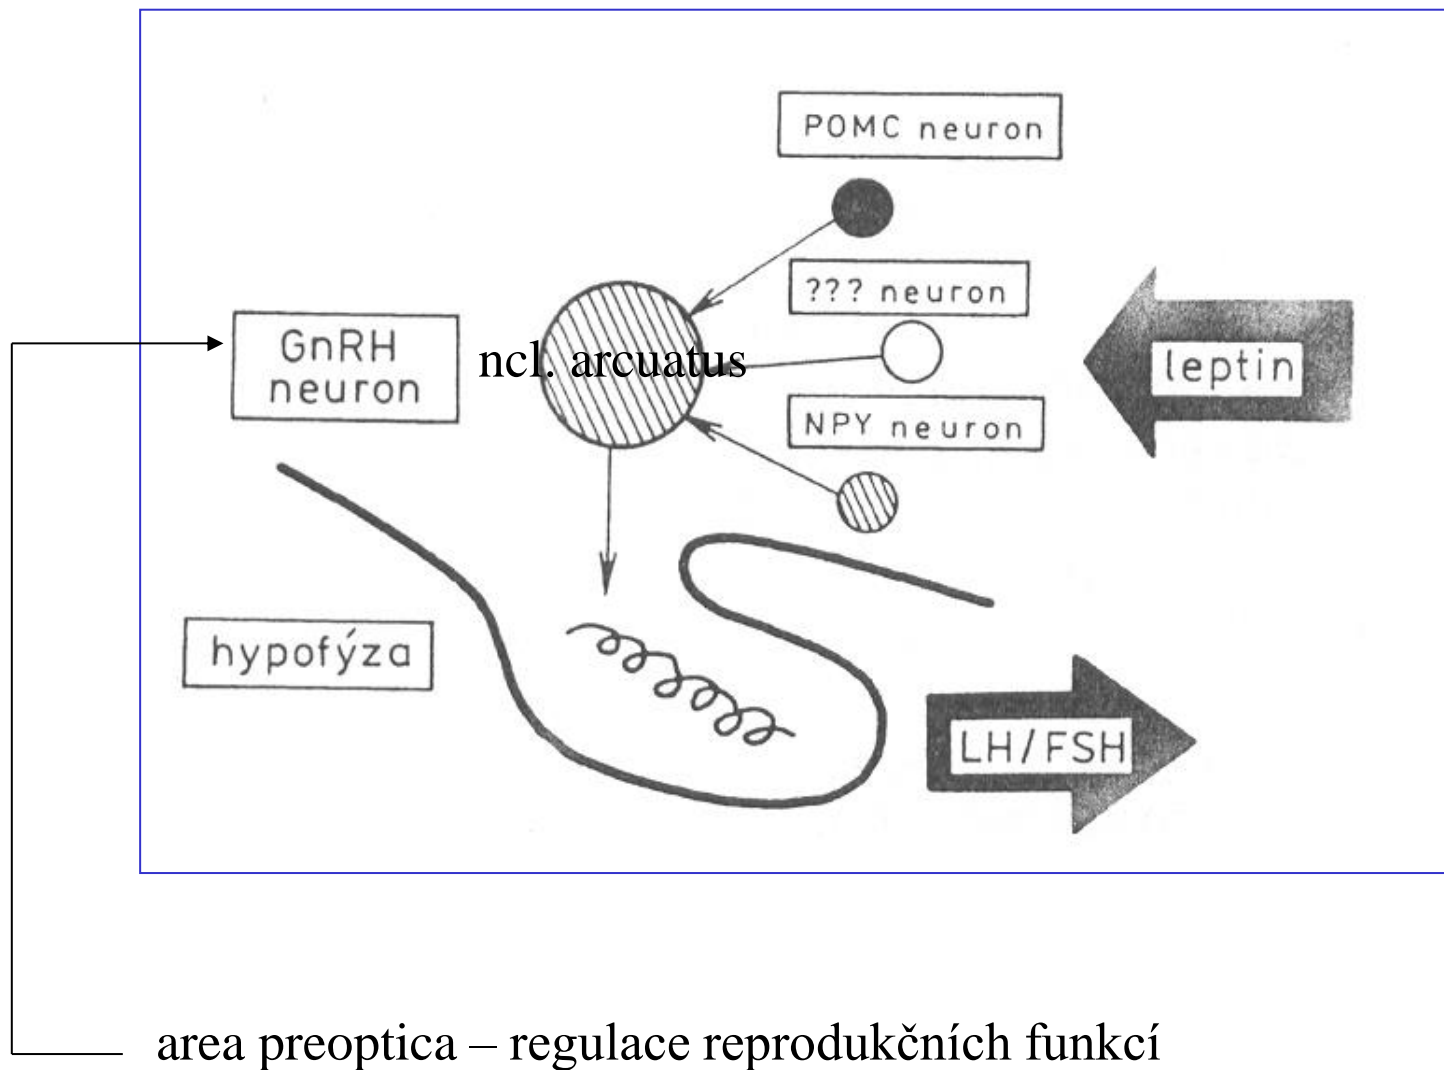 POMC neuron
??? neuron
GnRH
neuron
ncl. arcuatus
leptin
NPY neuron
hypofýza
LH/FSH
area preoptica – regulace reprodukčních funkcí